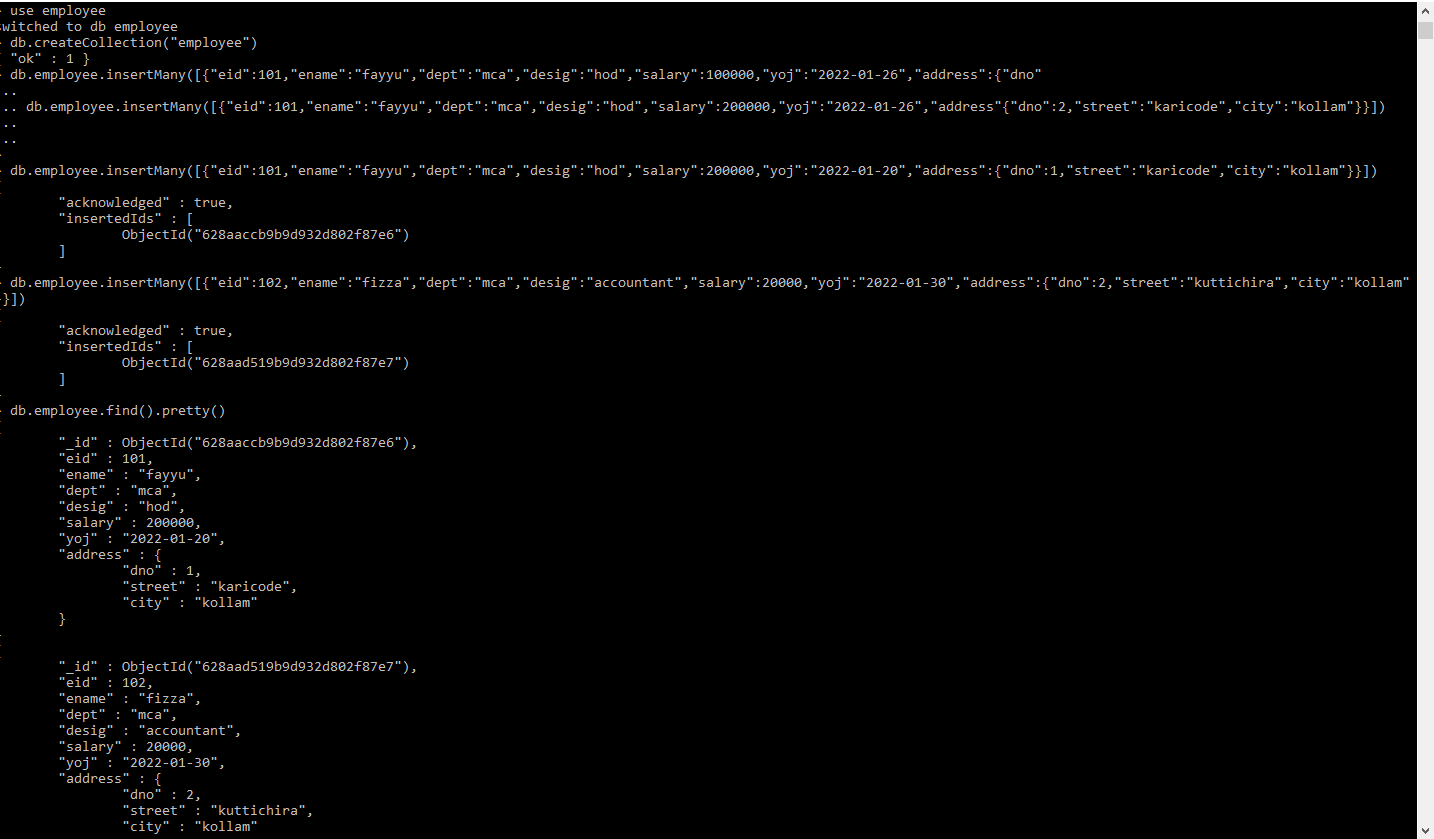 use employee
switched to db employee
db.createCollection("employee")
"ok" : 1 }
db.employee.insertMany([{"eid":101,"ename":"fayyu","dept":"mca","desig":"hod","salary":100000,"yoj":"2022-01-26","address":{"dno"
..
.. db.employee.insertMany([{"eid":101,"ename":"fayyu","dept":"mca","desig":"hod","salary":200000,"yoj":"2022-01-26","address"{"dno":2,"street":"karicode","city":"kollam"}}])
..
..
db.employee.insertMany([{"eid":101,"ename":"fayyu","dept":"mca","desig":"hod","salary":200000,"yoj":"2022-01-20","address":{"dno":1,"street":"karicode","city":"kollam"}}])
"acknowledged" : true,
"insertedIds" : [
ObjectId("628aaccb9b9d932d802f87e6")
]
db.employee.insertMany([{"eid":102,"ename":"fizza","dept":"mca","desig":"accountant","salary":20000,"yoj":"2022-01-30","address":{"dno":2,"street":"kuttichira","city":"kollam"
}])
"acknowledged" : true,
"insertedIds" : [
ObjectId("628aad519b9d932d802f87e7")
]
db.employee.find().pretty()
"_id" : ObjectId("628aaccb9b9d932d802f87e6"),
"eid" : 101,
"ename" : "fayyu",
"dept" : "mca",
"desig" : "hod",
"salary" : 200000,
"yoj" : "2022-01-20",
"address" : {
"dno" : 1,
"street" : "karicode",
"city" : "kollam"
}
"_id" : ObjectId("628aad519b9d932d802f87e7"),
"eid" : 102,
"ename" : "fizza",
"dept" : "mca",
"desig" : "accountant",
"salary" : 20000,
"yoj" : "2022-01-30",
"address" : {
"dno" : 2,
"street" : "kuttichira",
"city" : "kollam"